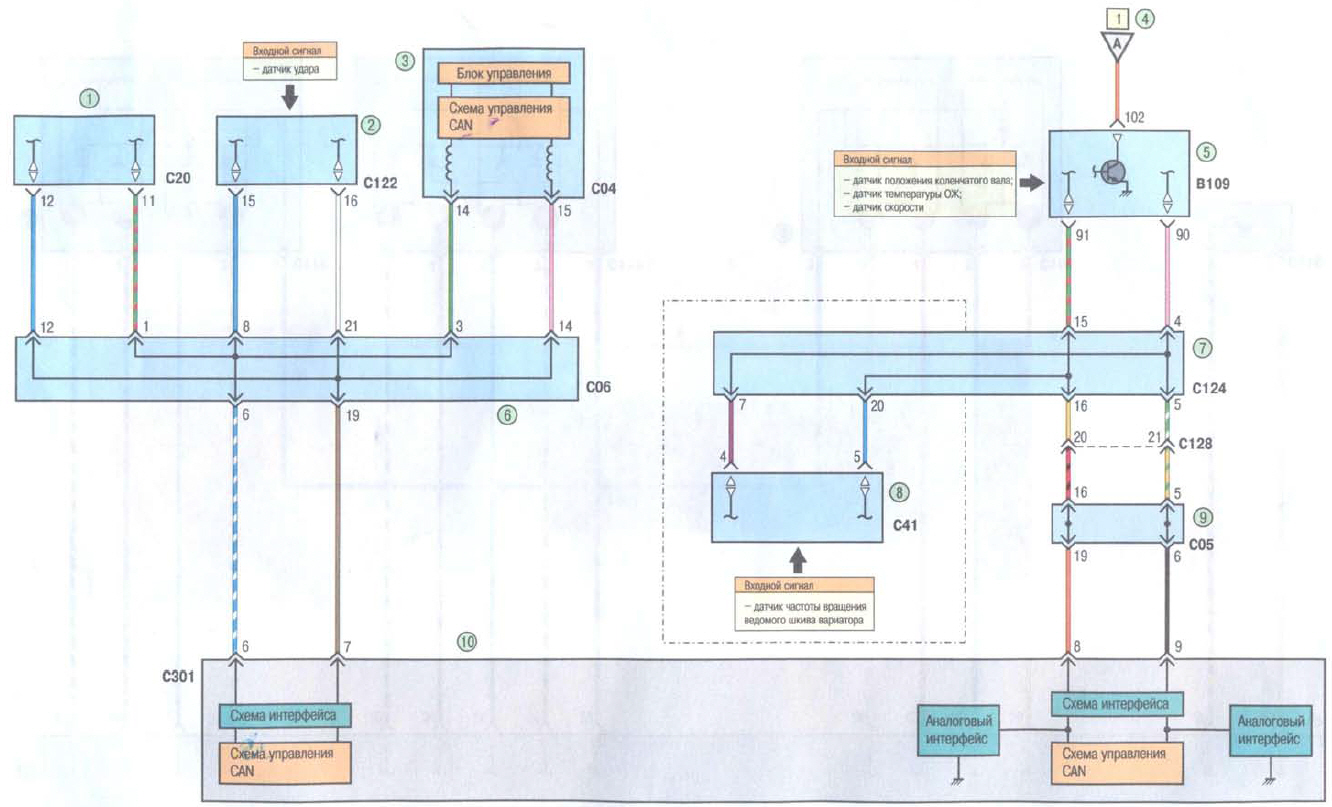 1
4
A
102
Входной сигнал
– датчик удара
3
Блок управления
Схема управления
CAN
1
2
C20
C122
C04
12
11
15
16
14
15
5
B109
Входной сигнал
– датчик положения коленчатого вала;
– датчик температуры ОЖ;
– датчик скорости
91
90
12
1
8
21
3
14
15
4
C06
6
7
C124
6
19
7
20
16
5
20
21
C128
4
5
16
5
8
C41
9
C05
19
6
Входной сигнал
– датчик частоты вращения
ведомого шкива вариатора
10
6
7
8
9
C301
Схема интерфейса
Схема управления
CAN
Аналоговый
интерфейс
Схема интерфейса
Схема управления
CAN
Аналоговый
интерфейс